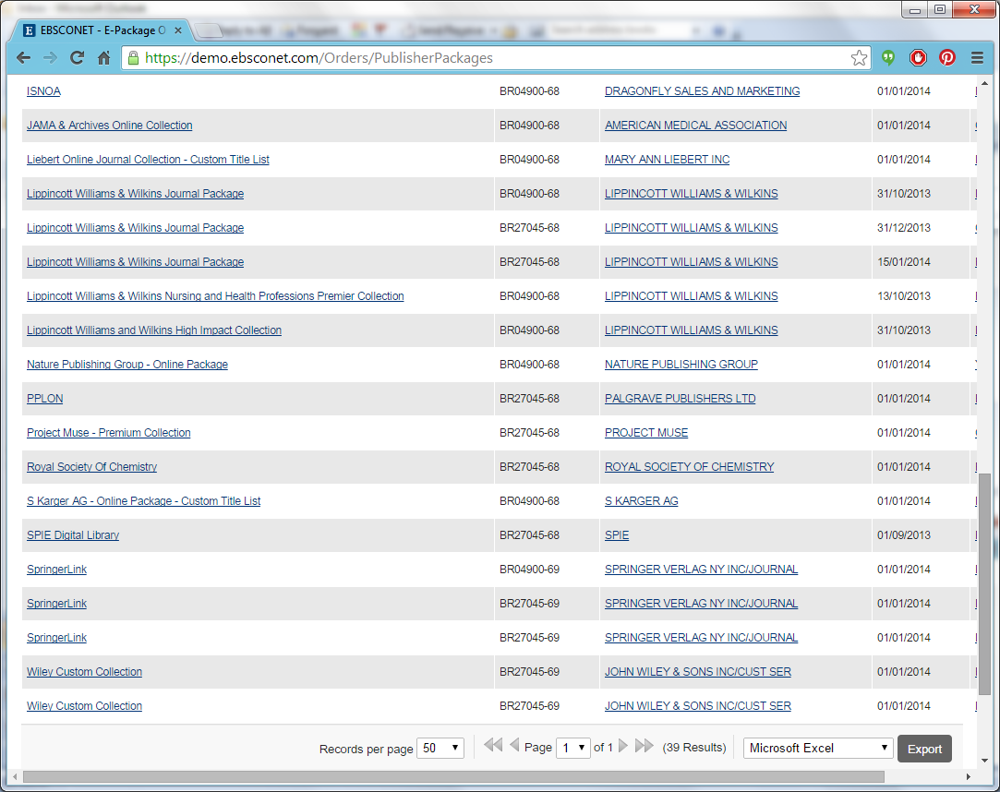 EBSCONET - E-Package O
https://demo.ebsconet.com/Orders/PublisherPackages
ISNOA BR04900-68 DRAGONFLY SALES AND MARKETING 01/01/2014
JAMA & Archives Online Collection BR04900-68 AMERICAN MEDICAL ASSOCIATION 01/01/2014
Liebert Online Journal Collection - Custom Title List BR04900-68 MARY ANN LIEBERT INC 01/01/2014
Lippincott Williams & Wilkins Journal Package BR04900-68 LIPPINCOTT WILLIAMS & WILKINS 31/10/2013
Lippincott Williams & Wilkins Journal Package BR27045-68 LIPPINCOTT WILLIAMS & WILKINS 31/12/2013
Lippincott Williams & Wilkins Journal Package BR27045-68 LIPPINCOTT WILLIAMS & WILKINS 15/01/2014
Lippincott Williams & Wilkins Nursing and Health Professions Premier Collection BR04900-68 LIPPINCOTT WILLIAMS & WILKINS 13/10/2013
Lippincott Williams and Wilkins High Impact Collection BR04900-68 LIPPINCOTT WILLIAMS & WILKINS 31/10/2013
Nature Publishing Group - Online Package BR04900-68 NATURE PUBLISHING GROUP 01/01/2014
PPLON BR27045-68 PALGRAVE PUBLISHERS LTD 01/01/2014
Project Muse - Premium Collection BR27045-68 PROJECT MUSE 01/01/2014
Royal Society Of Chemistry BR27045-68 ROYAL SOCIETY OF CHEMISTRY 01/01/2014
S Karger AG - Online Package - Custom Title List BR04900-68 S KARGER AG 01/01/2014
SPIE Digital Library BR27045-68 SPIE 01/09/2013
SpringerLink BR04900-69 SPRINGER VERLAG NY INC/JOURNAL 01/01/2014
SpringerLink BR27045-69 SPRINGER VERLAG NY INC/JOURNAL 01/01/2014
SpringerLink BR27045-69 SPRINGER VERLAG NY INC/JOURNAL 01/01/2014
Wiley Custom Collection BR27045-69 JOHN WILEY & SONS INC/CUST SER 01/01/2014
Wiley Custom Collection BR27045-69 JOHN WILEY & SONS INC/CUST SER 01/01/2014
Records per page 50 Page 1 of 1 (39 Results) Microsoft Excel Export